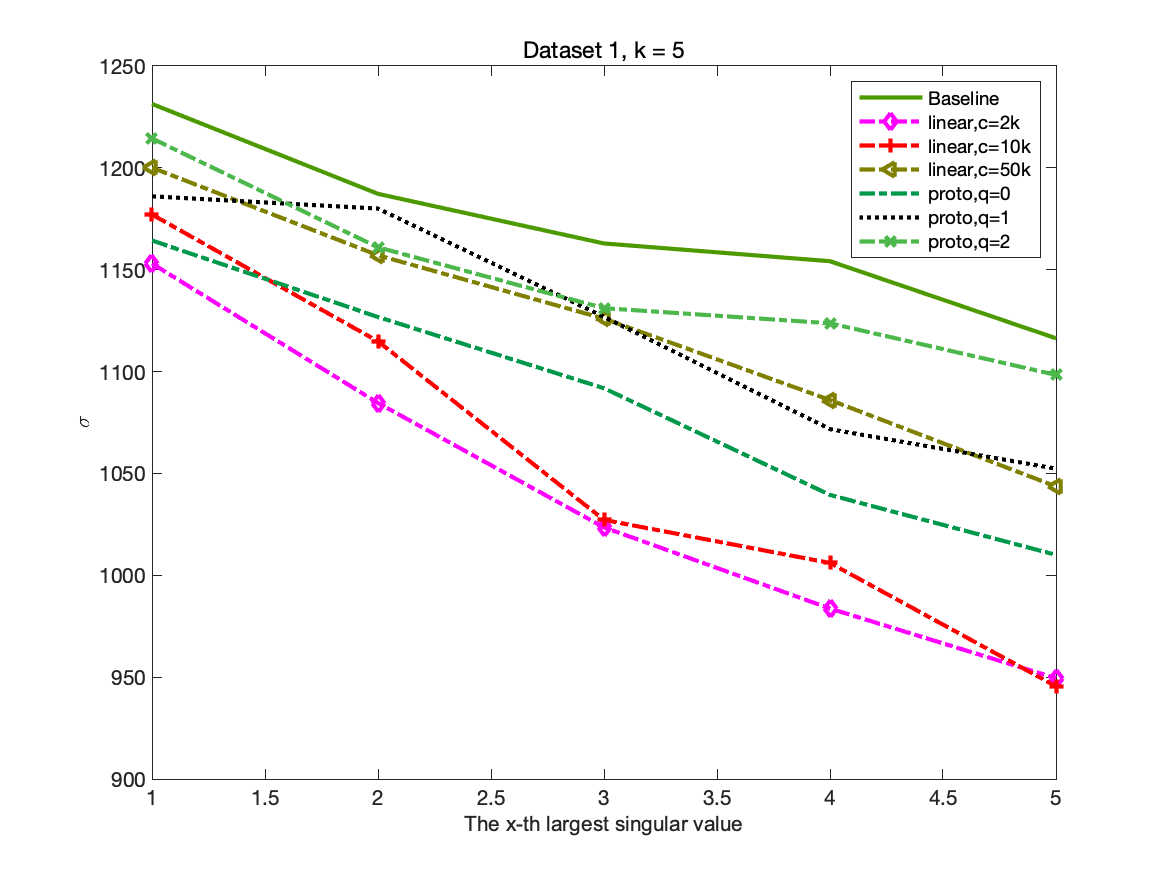 Dataset 1, k = 5
1250
1200
1150
1100
1050
1000
950
900
σ
Baseline
linear,c=2k
linear,c=10k
linear,c=50k
proto,q=0
proto,q=1
proto,q=2
1 1.5 2 2.5 3 3.5 4 4.5 5
The x-th largest singular value